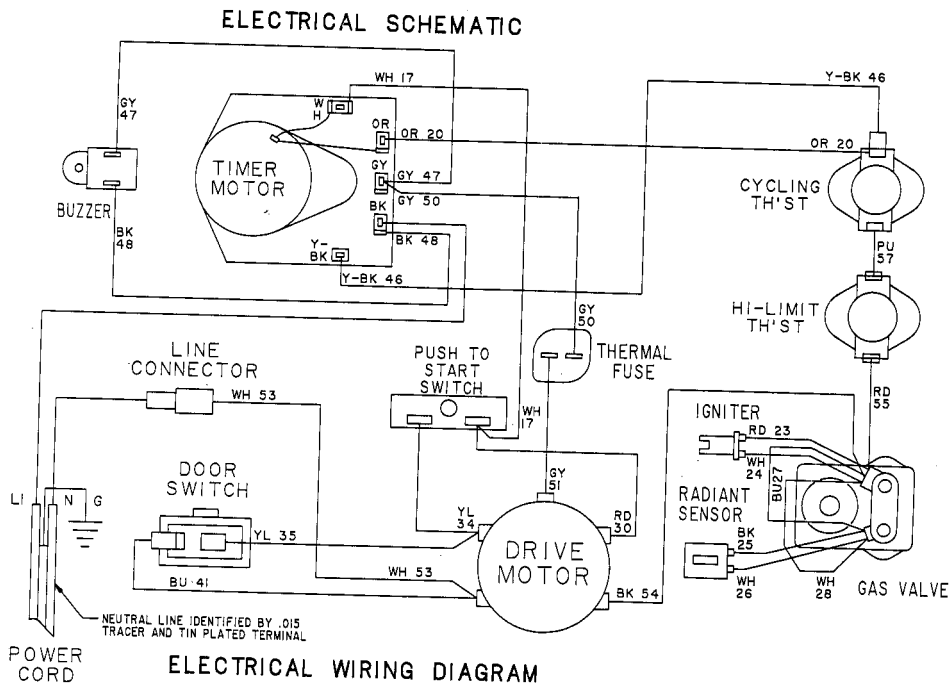 ELECTRICAL SCHEMATIC
WH 17
Y-BK 46
GY
47
W
H
OR
OR 20
OR 20
TIMER
MOTOR
GY
GY 47
GY 50
CYCLING
TH'ST
BUZZER
BK
BK 48
BK
48
Y-
BK
Y-BK 46
PU
57
HI-LIMIT
TH'ST
GY
50
LINE
CONNECTOR
PUSH TO
START
SWITCH
THERMAL
FUSE
WH 53
WH
17
RD
55
IGNITER
RD 23
WH
24
BU27
DOOR
SWITCH
GY
51
RADIANT
SENSOR
L1
N
G
YL
34
RD
30
YL 35
BK
25
DRIVE
MOTOR
WH 53
BU 41
BK 54
WH
26
WH
28
GAS VALVE
NEUTRAL LINE IDENTIFIED BY .015
TRACER AND TIN PLATED TERMINAL
POWER
CORD
ELECTRICAL WIRING DIAGRAM